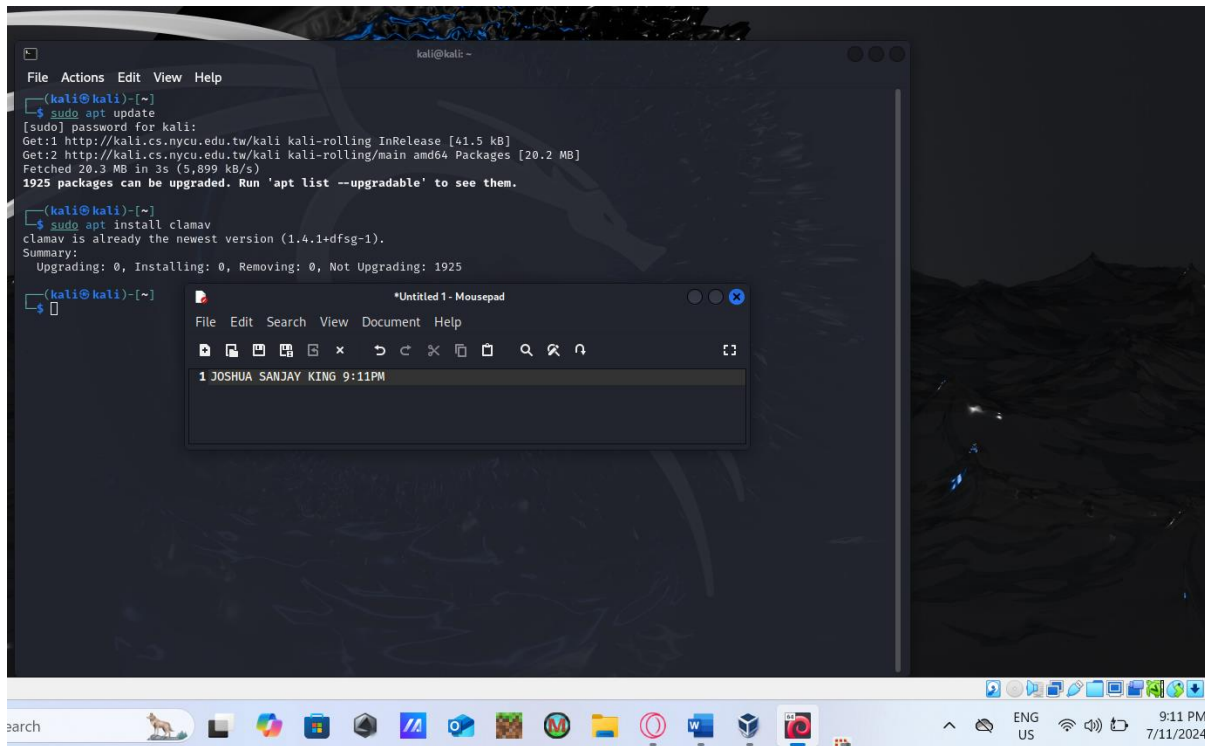 kali@kali: ~
File Actions Edit View Help
┌──(kali㉿kali)-[~]
└─$ sudo apt update
[sudo] password for kali:
Get:1 http://kali.cs.nycu.edu.tw/kali kali-rolling InRelease [41.5 kB]
Get:2 http://kali.cs.nycu.edu.tw/kali kali-rolling/main amd64 Packages [20.2 MB]
Fetched 20.3 MB in 3s (5,899 kB/s)
1925 packages can be upgraded. Run 'apt list --upgradable' to see them.
┌──(kali㉿kali)-[~]
└─$ sudo apt install clamav
clamav is already the newest version (1.4.1+dfsg-1).
Summary:
  Upgrading: 0, Installing: 0, Removing: 0, Not Upgrading: 1925
┌──(kali㉿kali)-[~]
└─$
*Untitled 1 - Mousepad
File Edit Search View Document Help
1 JOSHUA SANJAY KING 9:11PM
earch
ENG
US
9:11 PM
7/11/2024